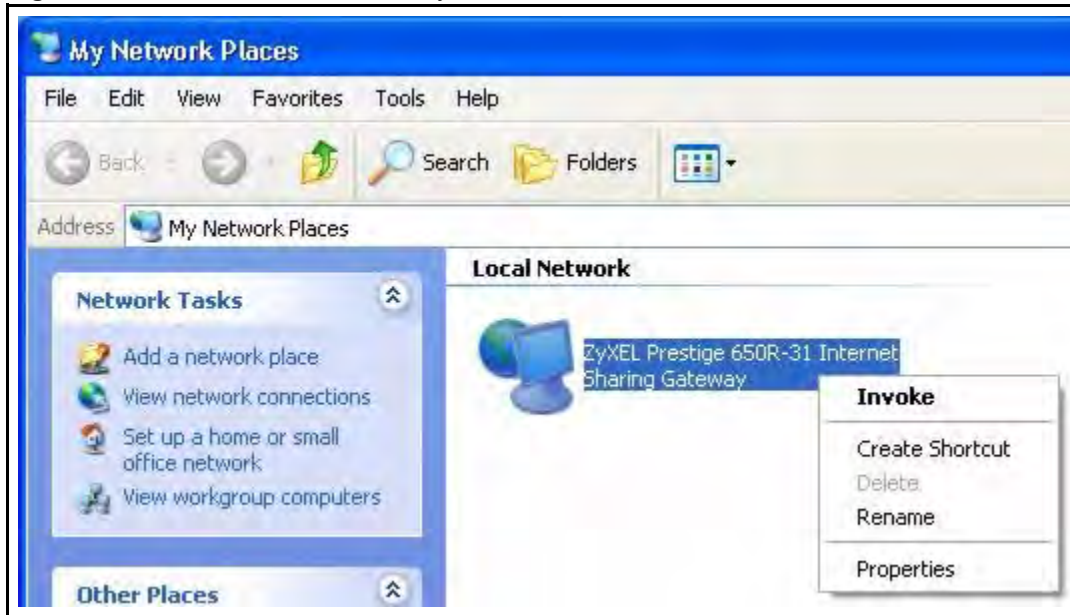 My Network Places
File Edit View Favorites Tools Help
Back Search Folders
Address My Network Places
Network Tasks
Add a network place
View network connections
Set up a home or small
office network
View workgroup computers
Other Places
Local Network
ZyXEL Prestige 650R-31 Internet
Sharing Gateway
Invoke
Create Shortcut
Delete
Rename
Properties